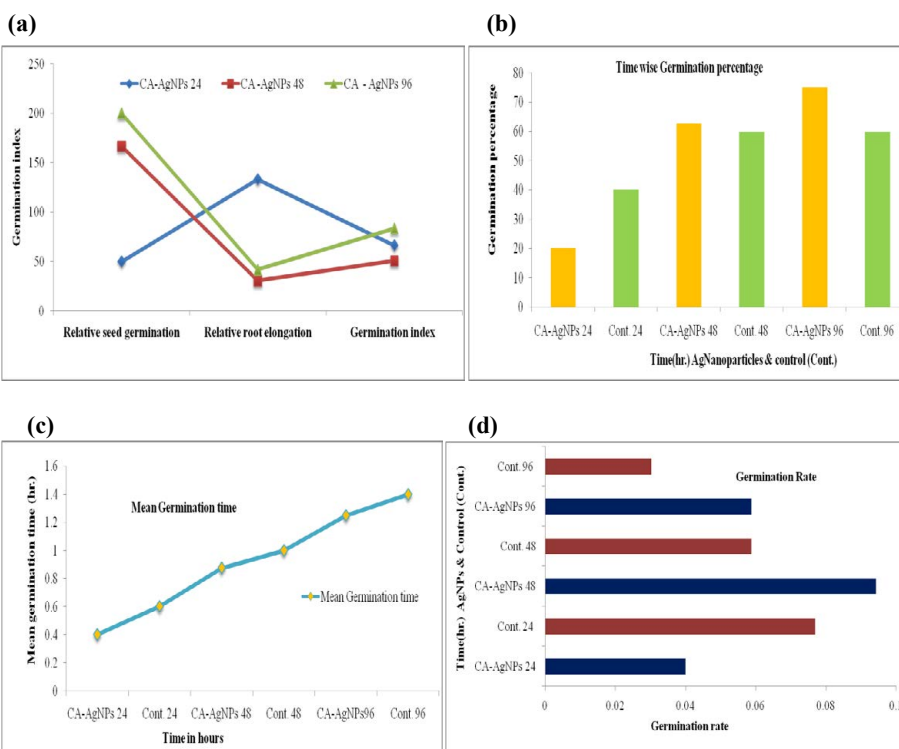 (a)
250
200
150
100
50
0
Germination index
CA-AgNPs 24
CA-AgNPs 48
CA - AgNPs 96
Relative seed germination
Relative root elongation
Germination index
(b)
Time wise Germination percentage
80
70
60
50
40
30
20
10
0
Germination percentage
CA-AgNPs 24
Cont. 24
CA-AgNPs 48
Cont. 48
CA-AgNPs 96
Cont. 96
Time(hr.) AgNanoparticles & control (Cont.)
(c)
1.6
1.4
1.2
1
0.8
0.6
0.4
0.2
0
Mean germination time (hr.)
Mean Germination time
Mean Germination time
CA-AgNPs 24
Cont. 24
CA-AgNPs 48
Cont. 48
CA-AgNPs96
Cont. 96
Time in hours
(d)
Germination Rate
Time(hr.) AgNPs & Control (Cont.)
Cont. 96
CA-AgNPs 96
Cont. 48
CA-AgNPs 48
Cont. 24
CA-AgNPs 24
0
0.02
0.04
0.06
0.08
0.1
Germination rate